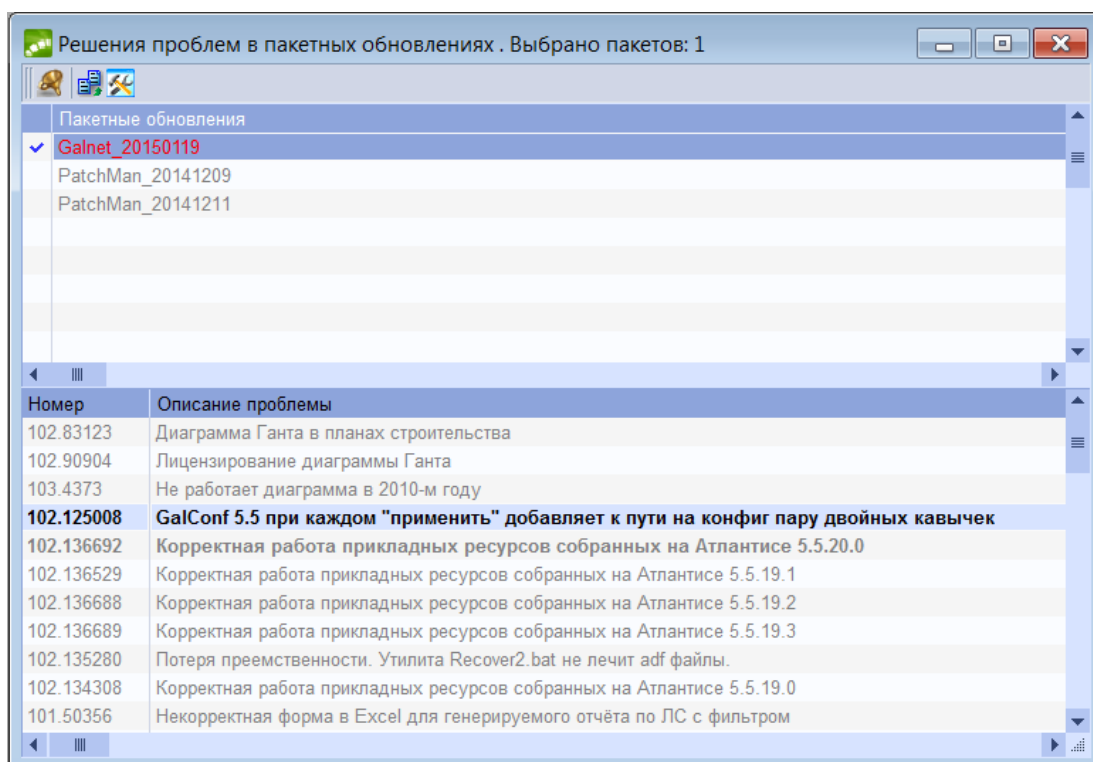 Решения проблем в пакетных обновлениях . Выбрано пакетов: 1
Пакетные обновления
Galnet_20150119
PatchMan_20141209
PatchMan_20141211
Номер Описание проблемы
102.83123 Диаграмма Ганта в планах строительства
102.90904 Лицензирование диаграммы Ганта
103.4373 Не работает диаграмма в 2010-м году
102.125008 GalConf 5.5 при каждом "применить" добавляет к пути на конфиг пару двойных кавычек
102.136692 Корректная работа прикладных ресурсов собранных на Атлантисе 5.5.20.0
102.136529 Корректная работа прикладных ресурсов собранных на Атлантисе 5.5.19.1
102.136688 Корректная работа прикладных ресурсов собранных на Атлантисе 5.5.19.2
102.136689 Корректная работа прикладных ресурсов собранных на Атлантисе 5.5.19.3
102.135280 Потеря преемственности. Утилита Recover2.bat не лечит adf файлы.
102.134308 Корректная работа прикладных ресурсов собранных на Атлантисе 5.5.19.0
101.50356 Некорректная форма в Excel для генерируемого отчёта по ЛС с фильтром